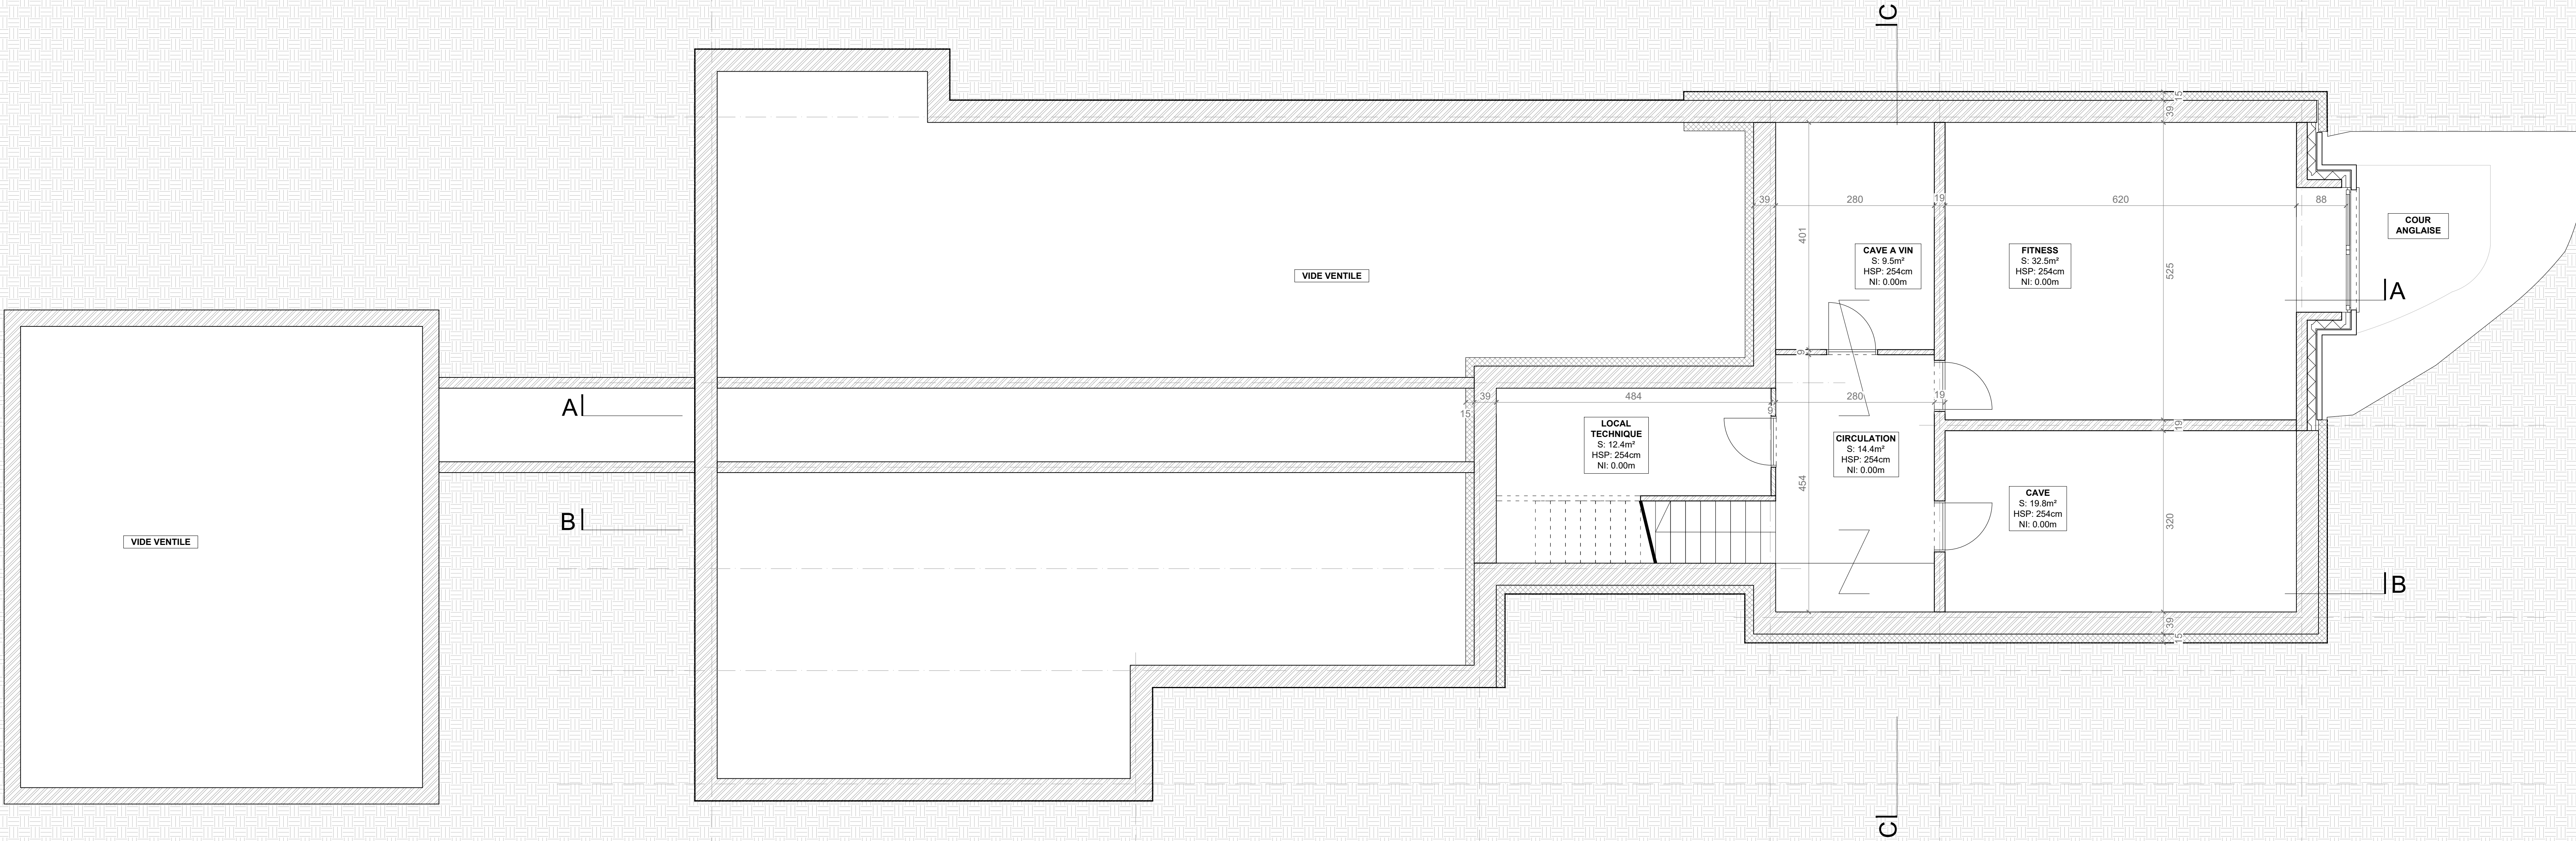 C
15
39
39
280
19
620
88
COUR
ANGLAISE
401
CAVE A VIN
S: 9.5m²
HSP: 254cm
NI: 0.00m
FITNESS
S: 32.5m²
HSP: 254cm
NI: 0.00m
525
VIDE VENTILE
A
9
A
15
39
484
9
280
19
LOCAL
TECHNIQUE
S: 12.4m²
HSP: 254cm
NI: 0.00m
CIRCULATION
S: 14.4m²
HSP: 254cm
NI: 0.00m
19
454
CAVE
S: 19.8m²
HSP: 254cm
NI: 0.00m
320
B
VIDE VENTILE
B
39
15
C